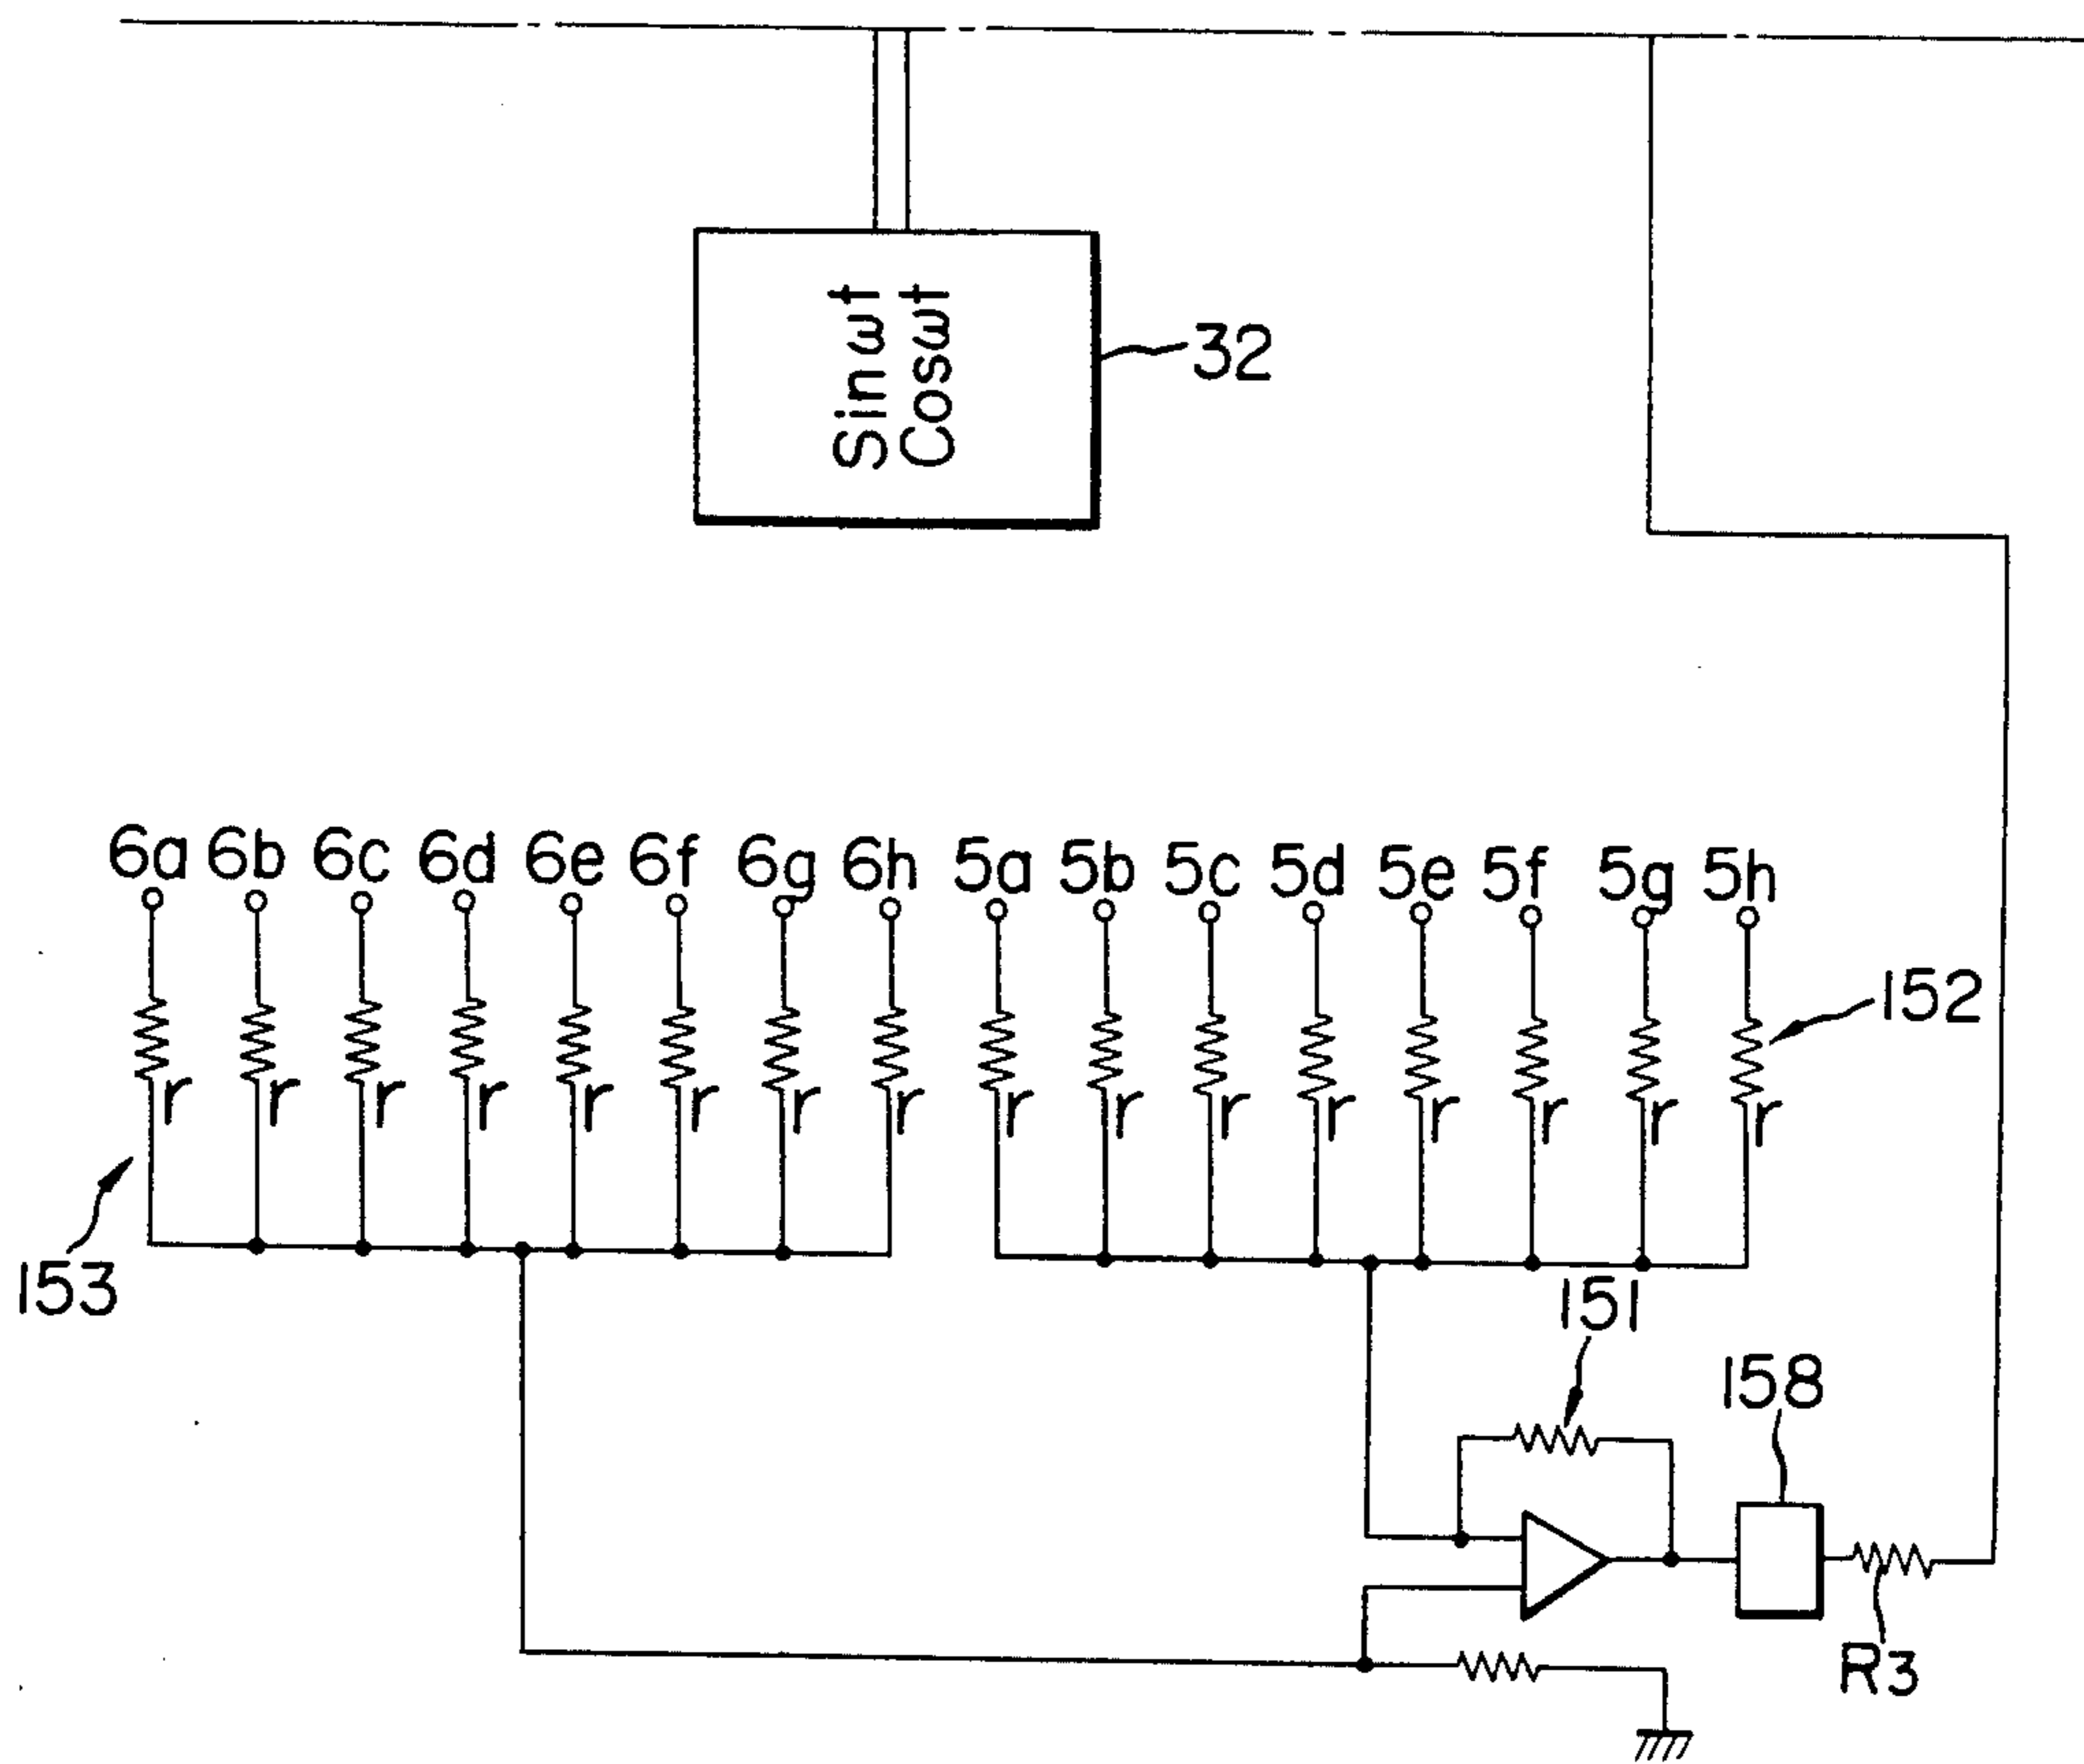 Sinωt
Cosωt
32
6a 6b 6c 6d 6e 6f 6g 6h 5a 5b 5c 5d 5e 5f 5g 5h
152
r r r r r r r r r r r r r r r r
153
151
158
R3